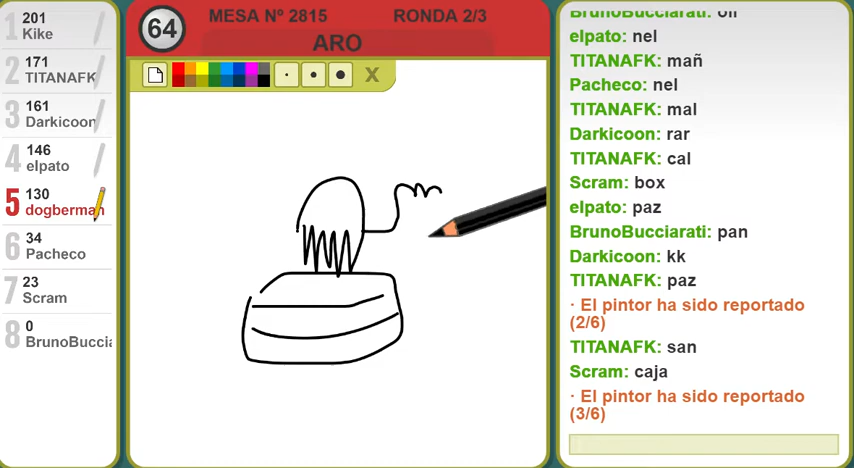 1 201
Kike
2 171
TITANAFK
3 161
Darkicoon
4 146
elpato
5 130
dogberman
6 34
Pacheco
7 23
Scram
8 0
BrunoBuccia
64
MESA Nº 2815
RONDA 2/3
ARO
X
BrunoBucciarati:
elpato: nel
TITANAFK: mañ
Pacheco: nel
TITANAFK: mal
Darkicoon: rar
TITANAFK: cal
Scram: box
elpato: paz
BrunoBucciarati: pan
Darkicoon: kk
TITANAFK: paz
· El pintor ha sido reportado
(2/6)
TITANAFK: san
Scram: caja
· El pintor ha sido reportado
(3/6)